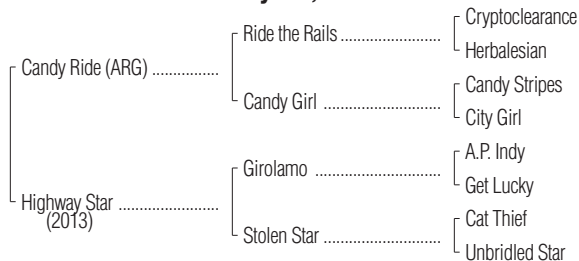 Cryptoclearance
Ride the Rails ....................
Herbalesian
Candy Ride (ARG) ................
Candy Stripes
Candy Girl .............................
City Girl
A.P. Indy
Girolamo ..............................
Get Lucky
Highway Star ........................
(2013)
Cat Thief
Stolen Star ............................
Unbridled Star